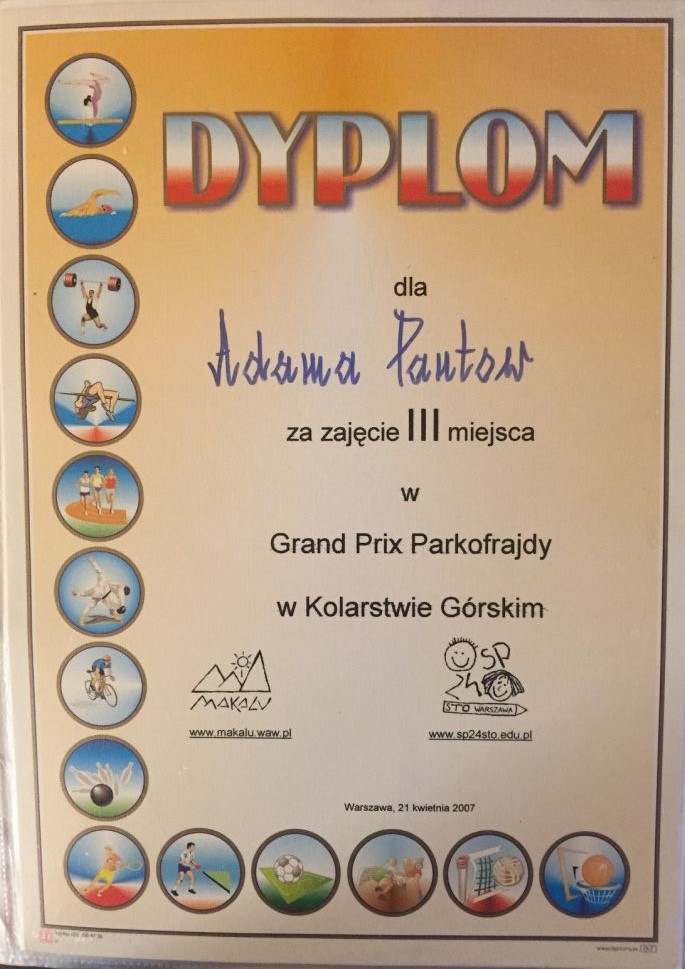 DYPLOM
dla
Adama Pautow
za zajęcie III miejsca
w
Grand Prix Parkofrajdy
w Kolarstwie Górskim
MAKALU
SP
24
STO WARSZAWA
www.makalu.waw.pl
www.sp24sto.edu.pl
Warszawa, 21 kwietnia 2007